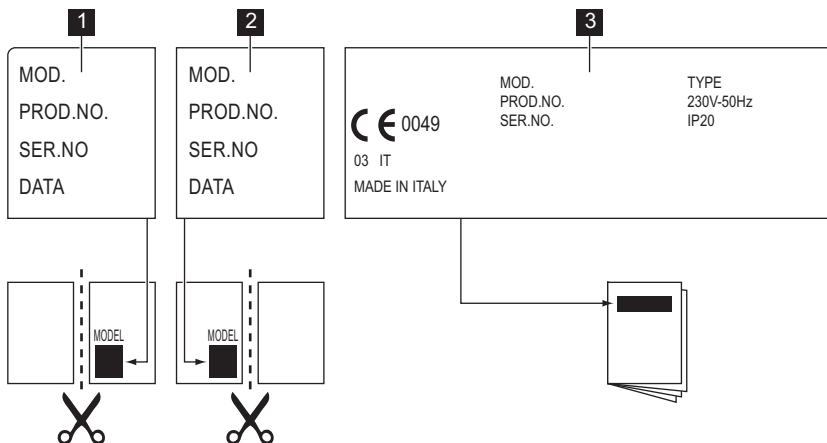 1
MOD.
PROD.NO.
SER.NO
DATA
MODEL
2
MOD.
PROD.NO.
SER.NO
DATA
MODEL
3
CE 0049
03 IT
MADE IN ITALY
MOD.
PROD.NO.
SER.NO.
TYPE
230V-50Hz
IP20